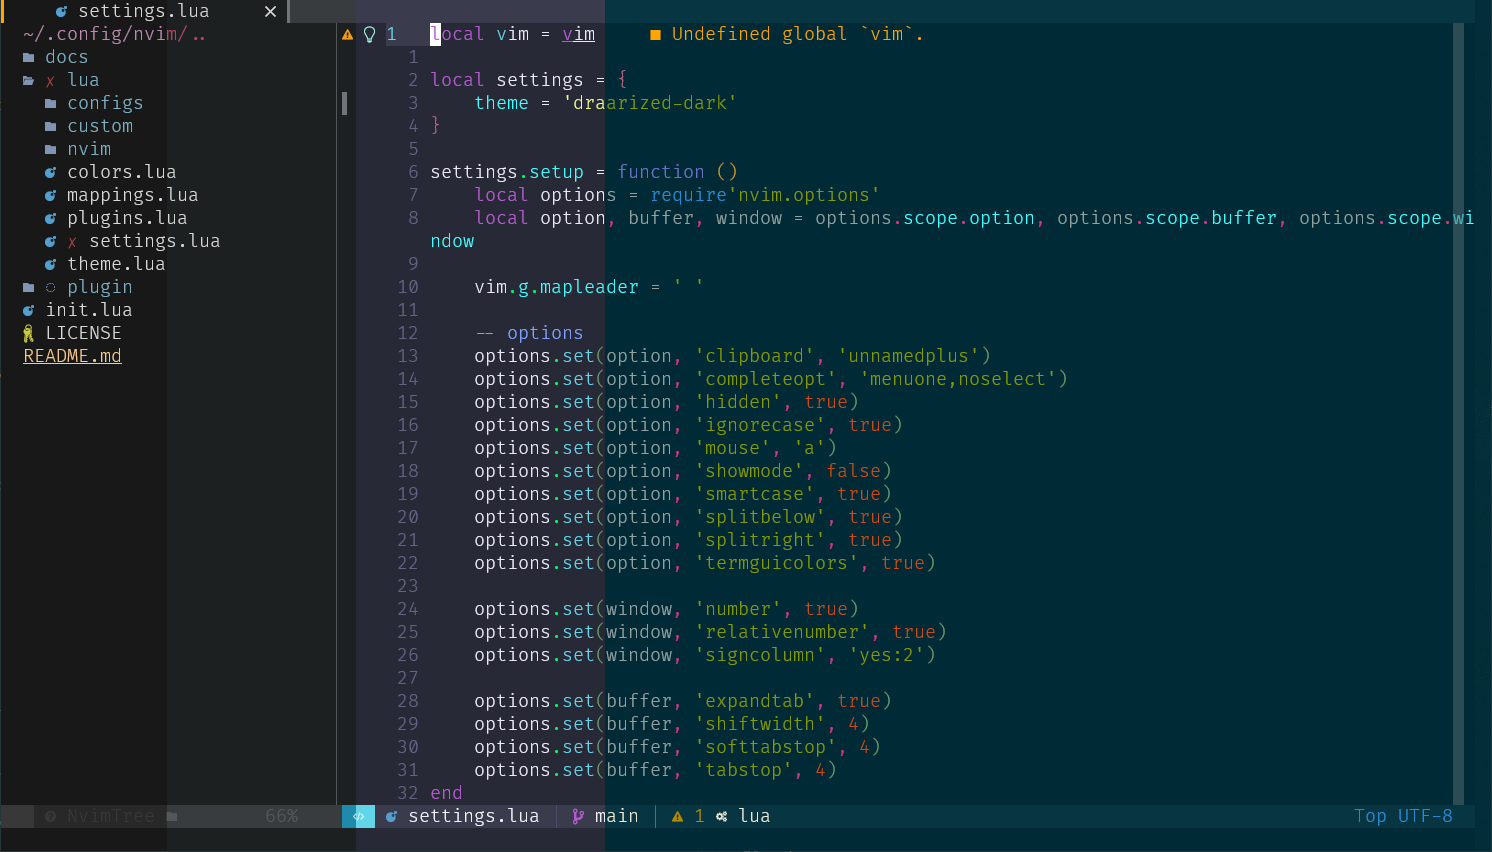 settings.lua ✕
~/.config/nvim/..
docs
lua
configs
custom
nvim
colors.lua
mappings.lua
plugins.lua
settings.lua
theme.lua
plugin
init.lua
LICENSE
README.md
NvimTree 66%
1 local vim = vim ■ Undefined global `vim`.
1
2 local settings = {
3 theme = 'draarized-dark'
4 }
5
6 settings.setup = function ()
7 local options = require'nvim.options'
8 local option, buffer, window = options.scope.option, options.scope.buffer, options.scope.wi
ndow
9
10 vim.g.mapleader = ' '
11
12 -- options
13 options.set(option, 'clipboard', 'unnamedplus')
14 options.set(option, 'completeopt', 'menuone,noselect')
15 options.set(option, 'hidden', true)
16 options.set(option, 'ignorecase', true)
17 options.set(option, 'mouse', 'a')
18 options.set(option, 'showmode', false)
19 options.set(option, 'smartcase', true)
20 options.set(option, 'splitbelow', true)
21 options.set(option, 'splitright', true)
22 options.set(option, 'termguicolors', true)
23
24 options.set(window, 'number', true)
25 options.set(window, 'relativenumber', true)
26 options.set(window, 'signcolumn', 'yes:2')
27
28 options.set(buffer, 'expandtab', true)
29 options.set(buffer, 'shiftwidth', 4)
30 options.set(buffer, 'softtabstop', 4)
31 options.set(buffer, 'tabstop', 4)
32 end
settings.lua main 1 lua Top UTF-8